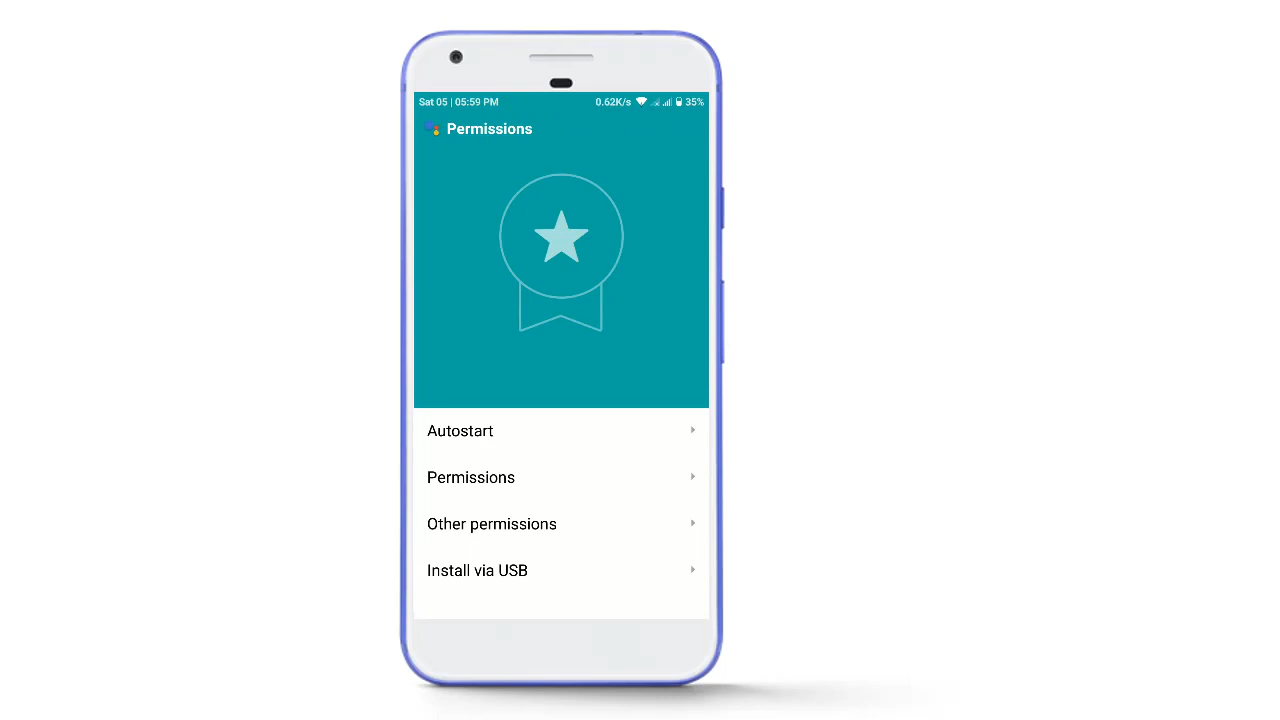 Sat 05 | 05:59 PM 0.62K/s 35%
Permissions
Autostart
Permissions
Other permissions
Install via USB